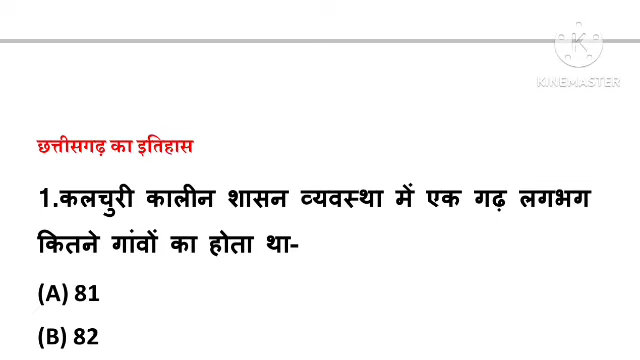 K
KINEMASTER
छत्तीसगढ़ का इतिहास
1.कलचुरी कालीन शासन व्यवस्था में एक गढ़ लगभग
कितने गांवों का होता था-
(A) 81
(B) 82